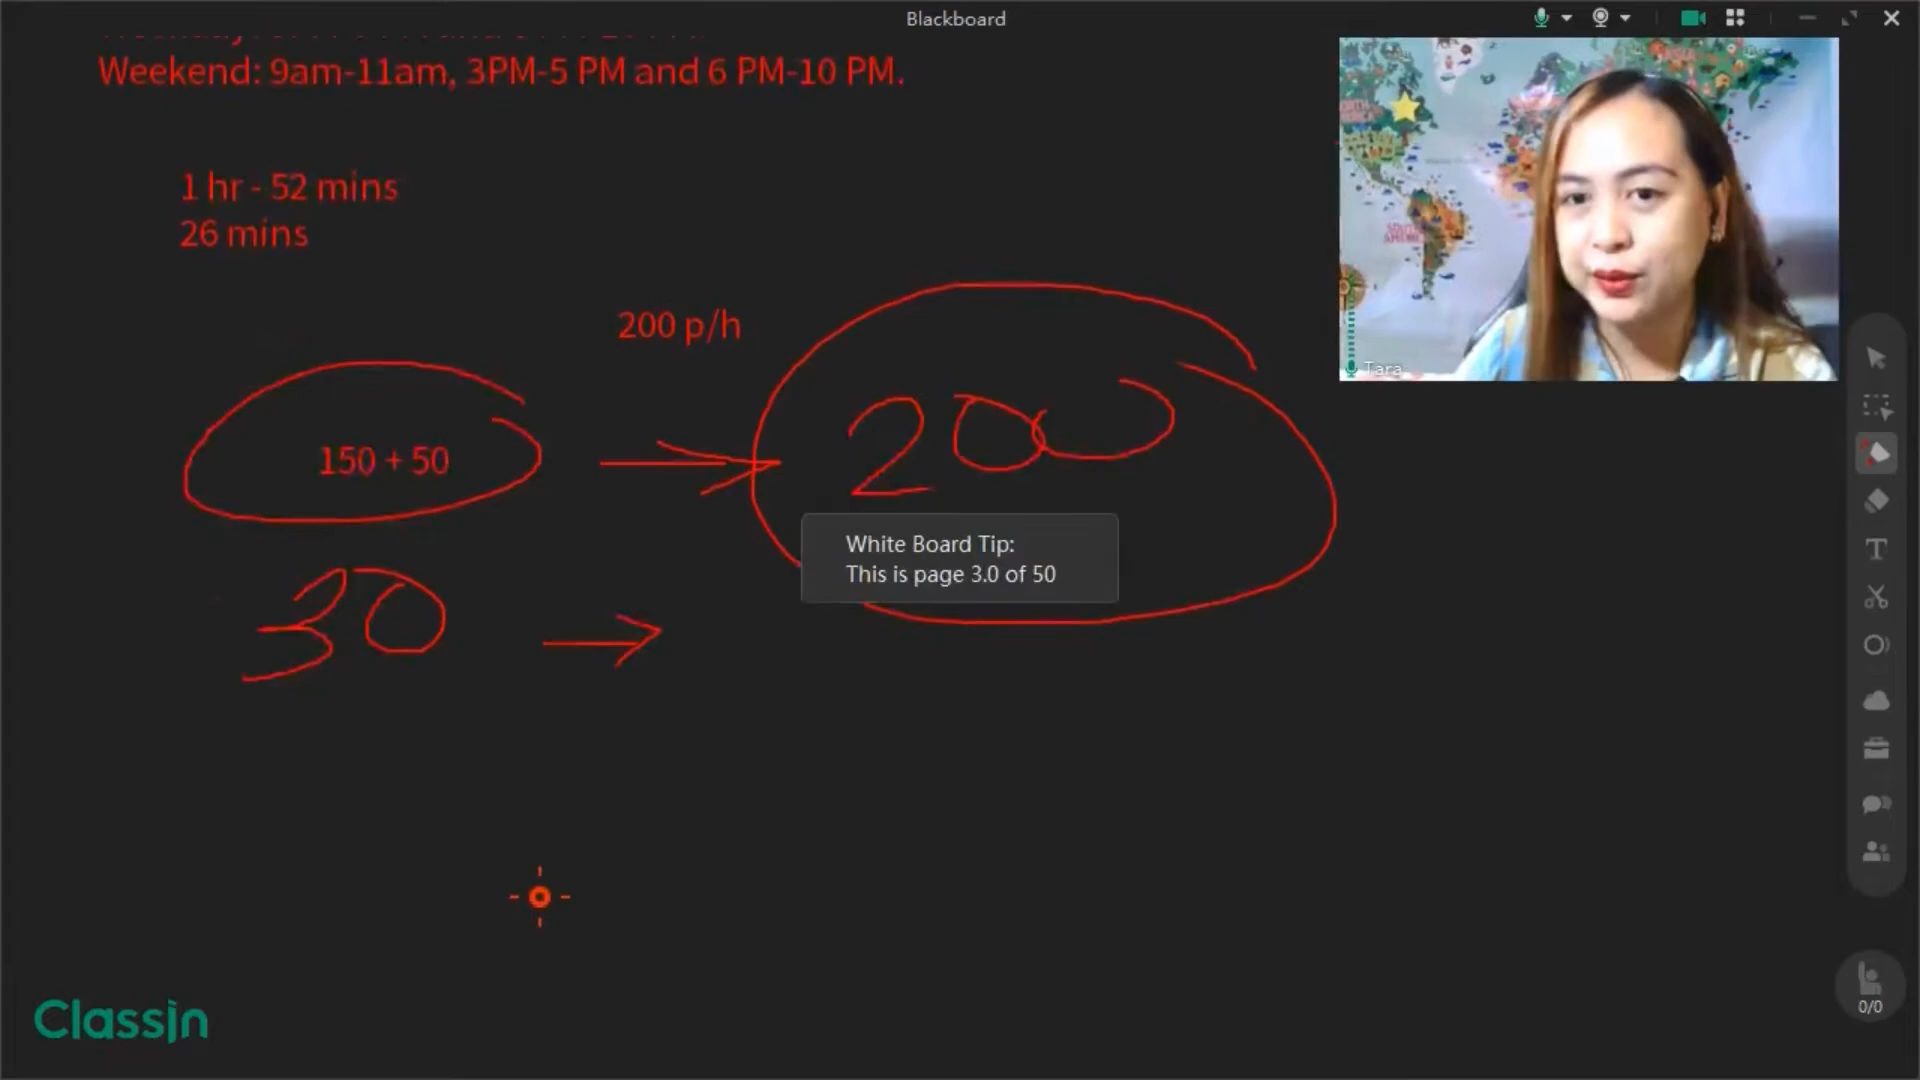 Blackboard
Weekend: 9am-11am, 3PM-5 PM and 6 PM-10 PM.
1 hr - 52 mins
26 mins
200 p/h
150 + 50
200
White Board Tip:
This is page 3.0 of 50
30
Tara
T
0/0
ClassIn